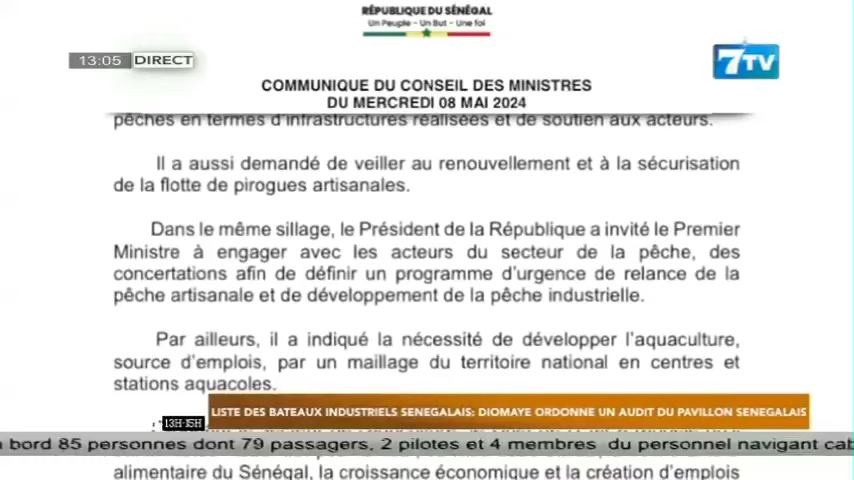 RÉPUBLIQUE DU SÉNÉGAL
Un Peuple - Un But - Une foi
13:05 DIRECT
7TV
COMMUNIQUE DU CONSEIL DES MINISTRES
DU MERCREDI 08 MAI 2024
pêches en termes d'infrastructures réalisées et de soutien aux acteurs.
Il a aussi demandé de veiller au renouvellement et à la sécurisation
de la flotte de pirogues artisanales.
Dans le même sillage, le Président de la République a invité le Premier
Ministre à engager avec les acteurs du secteur de la pêche, des
concertations afin de définir un programme d'urgence de relance de la
pêche artisanale et de développement de la pêche industrielle.
Par ailleurs, il a indiqué la nécessité de développer l'aquaculture,
source d'emplois, par un maillage du territoire national en centres et
stations aquacoles.
LISTE DES BATEAUX INDUSTRIELS SENEGALAIS: DIOMAYE ORDONNE UN AUDIT DU PAVILLON SENEGALAIS
13H-15H
bord 85 personnes dont 79 passagers, 2 pilotes et 4 membres du personnel navigant cab
alimentaire du Sénégal, la croissance économique et la création d'emplois